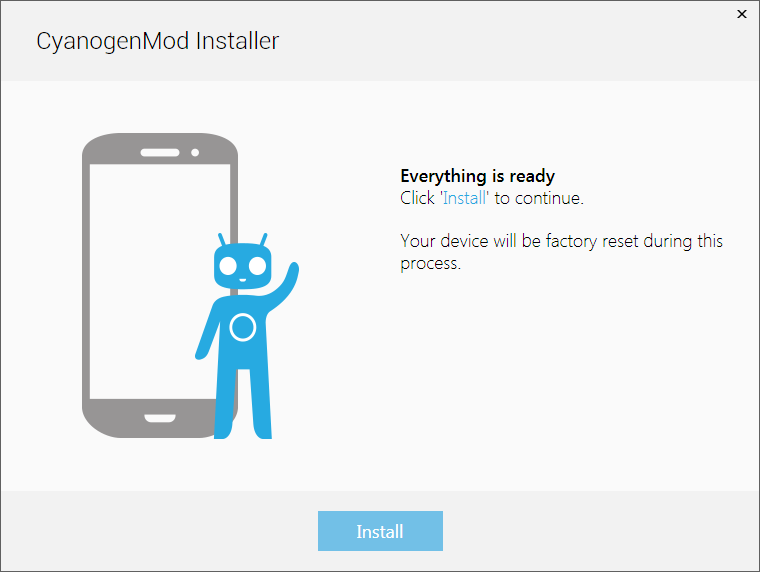 CyanogenMod Installer
Everything is ready
Click 'Install' to continue.
Your device will be factory reset during this
process.
Install